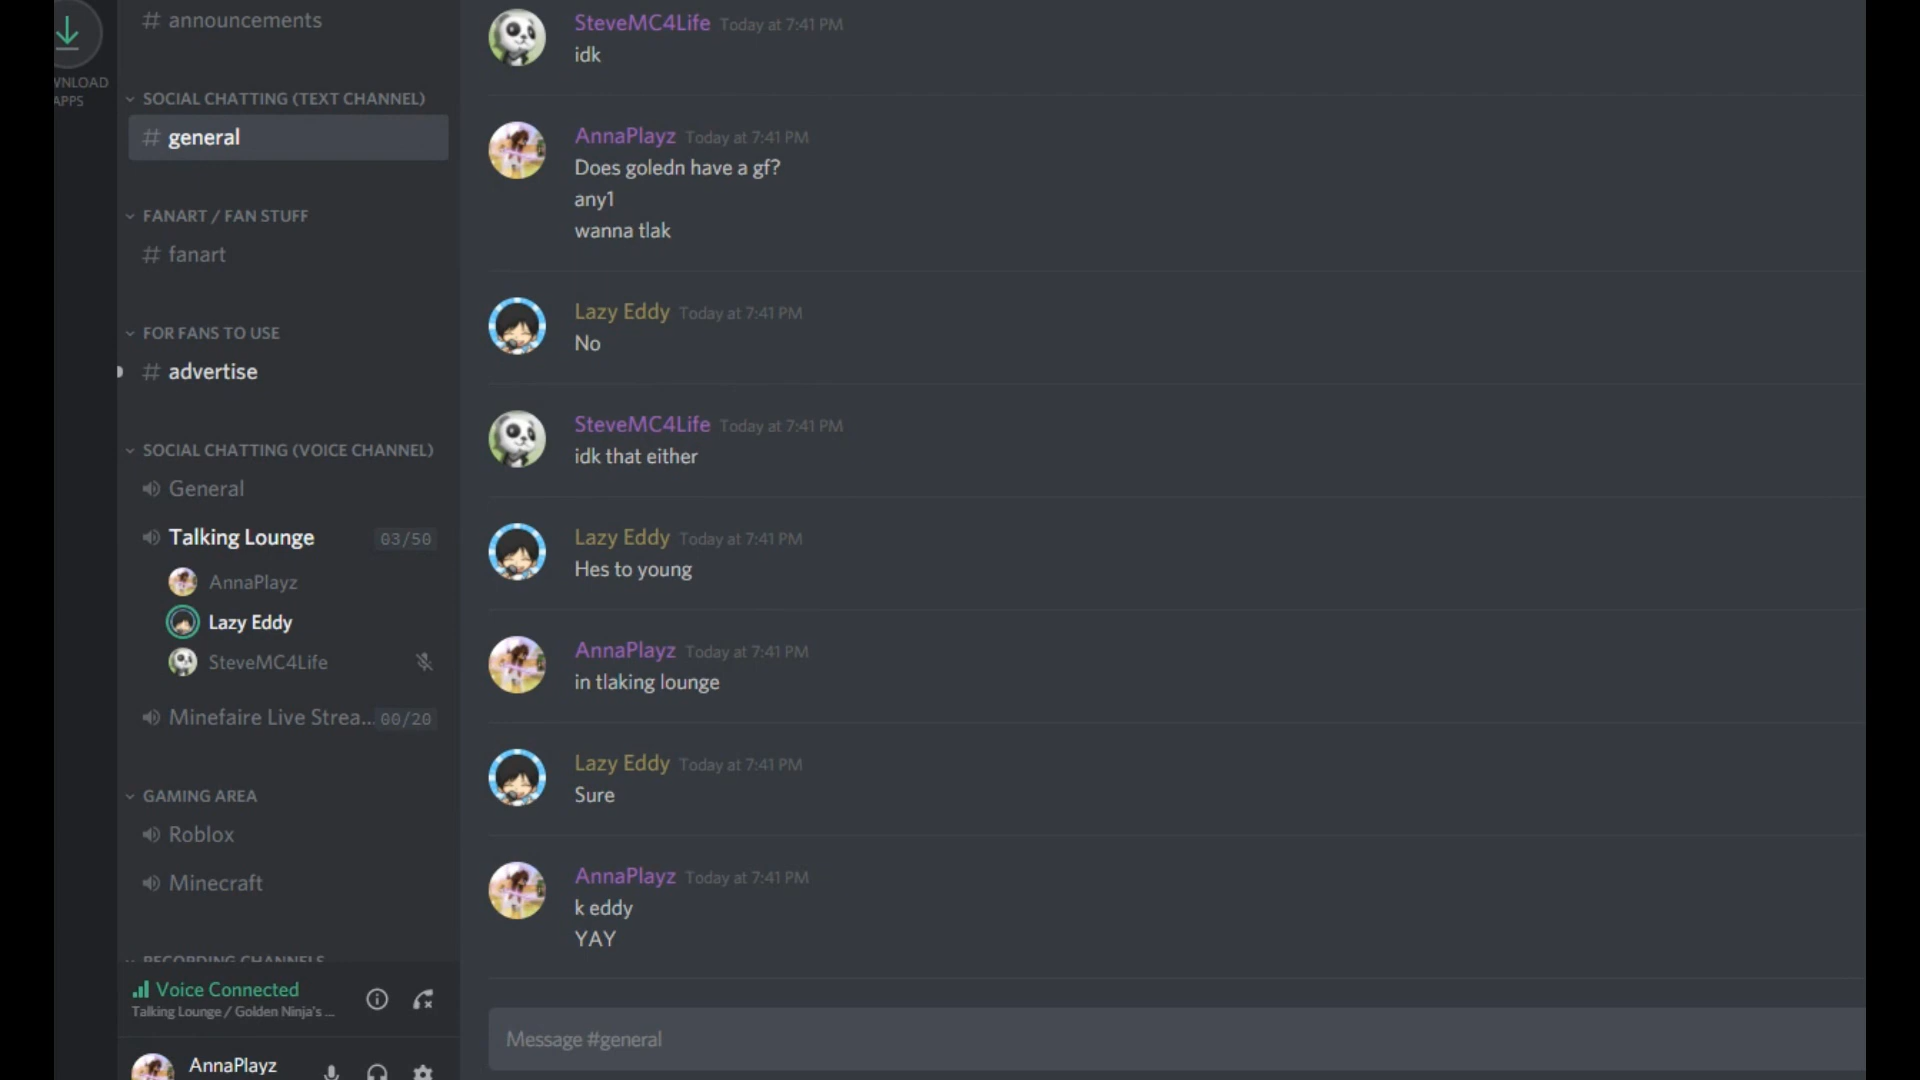 WNLOAD
APPS
# announcements
SOCIAL CHATTING (TEXT CHANNEL)
# general
FANART / FAN STUFF
# fanart
FOR FANS TO USE
# advertise
SOCIAL CHATTING (VOICE CHANNEL)
General
Talking Lounge 03/50
AnnaPlayz
Lazy Eddy
SteveMC4Life
Minefaire Live Strea... 00/20
GAMING AREA
Roblox
Minecraft
RECORDING CHANNELS
Voice Connected
Talking Lounge / Golden Ninja's ...
AnnaPlayz
SteveMC4Life Today at 7:41 PM
idk
AnnaPlayz Today at 7:41 PM
Does goledn have a gf?
any1
wanna tlak
Lazy Eddy Today at 7:41 PM
No
SteveMC4Life Today at 7:41 PM
idk that either
Lazy Eddy Today at 7:41 PM
Hes to young
AnnaPlayz Today at 7:41 PM
in tlaking lounge
Lazy Eddy Today at 7:41 PM
Sure
AnnaPlayz Today at 7:41 PM
k eddy
YAY
Message #general